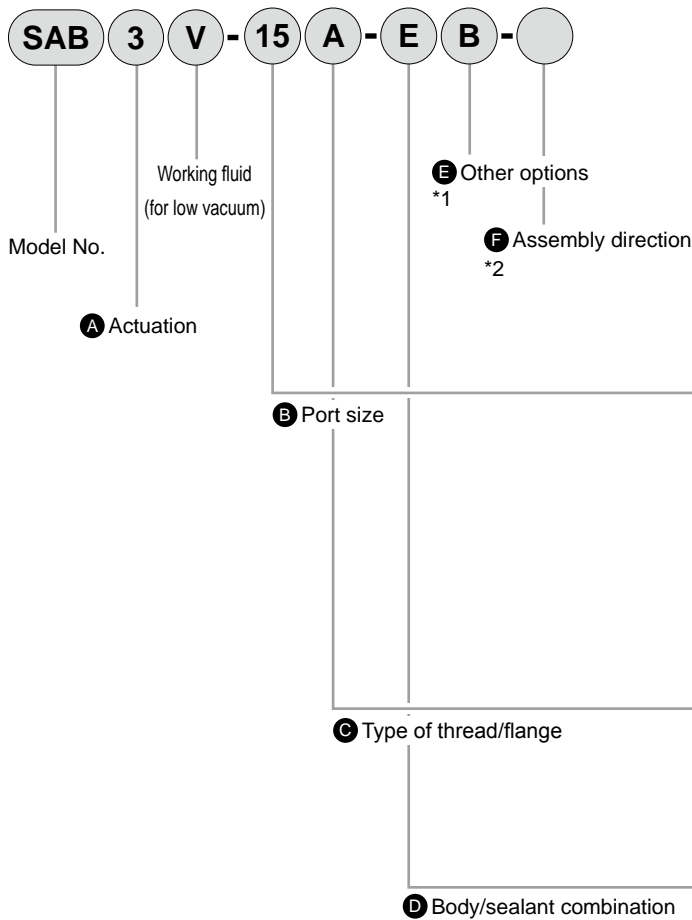 SAB 3 V - 15 A - E B -
Working fluid
(for low vacuum)
E Other options
*1
Model No.
F Assembly direction
*2
A Actuation
B Port size
C Type of thread/flange
D Body/sealant combination